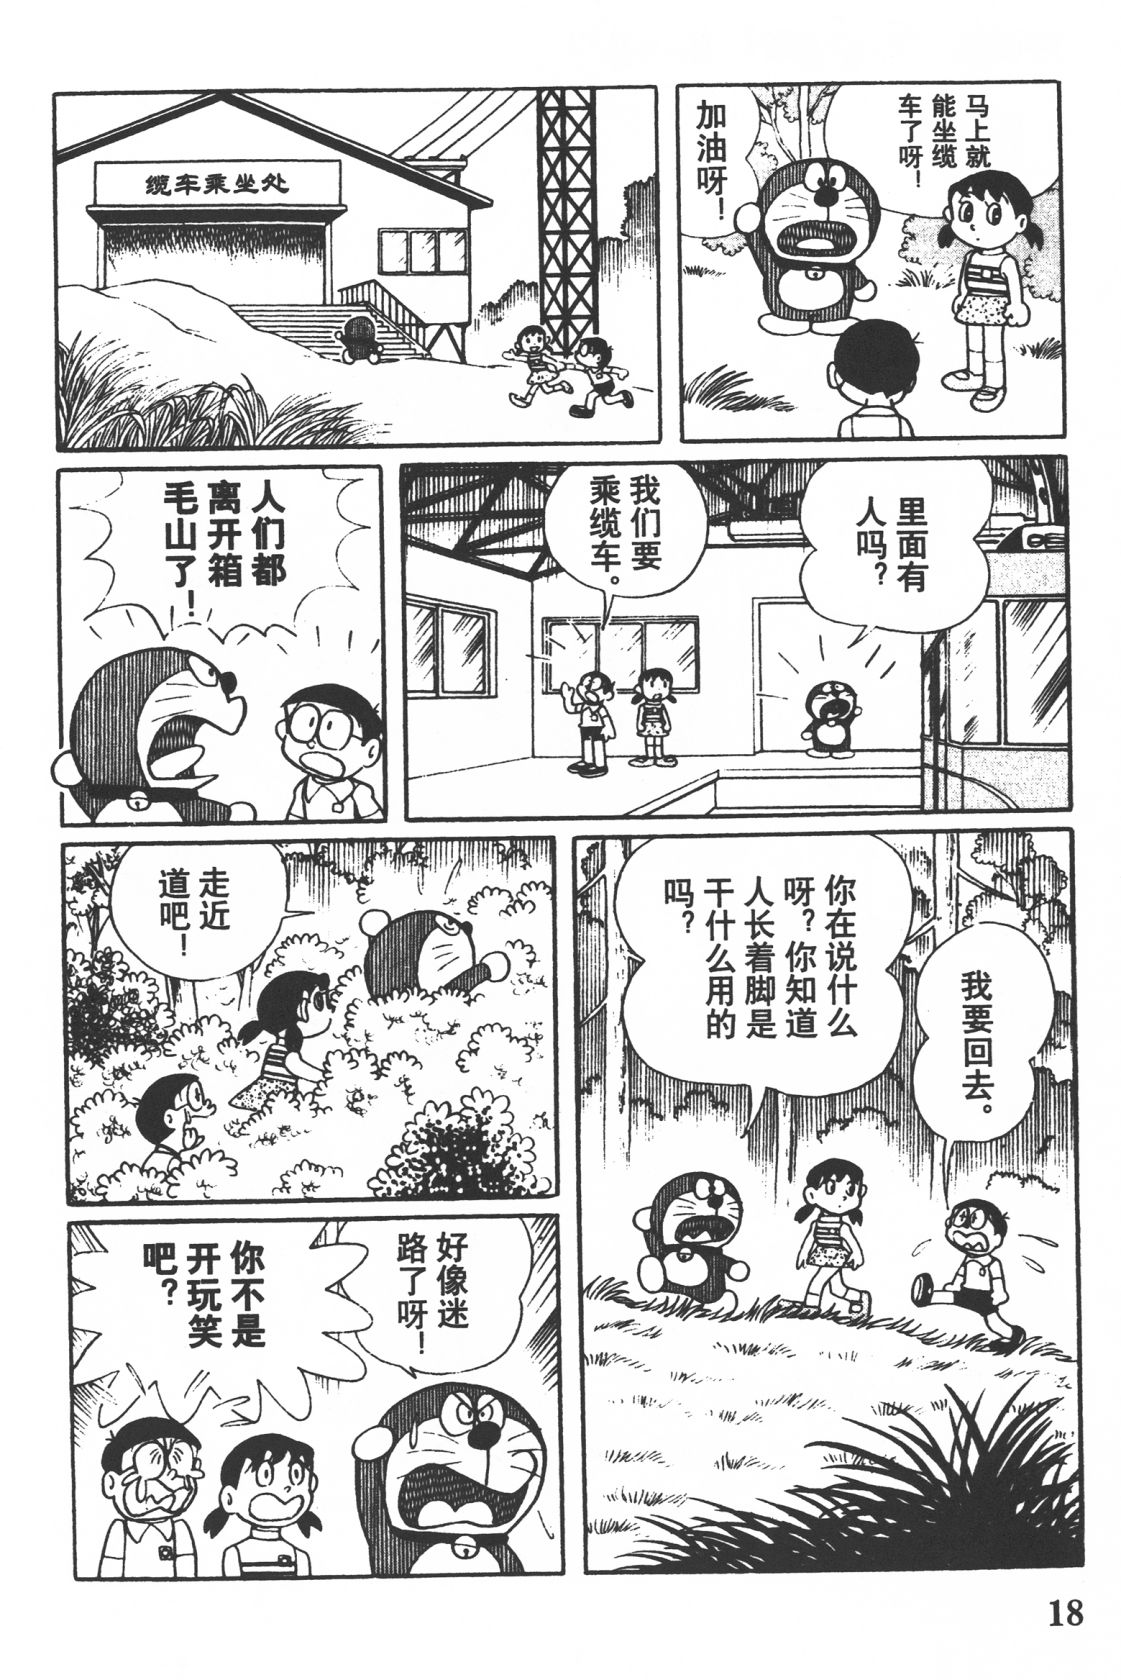 马上就
能坐缆
车了呀！
加油呀！
缆车乘坐处
里面有
人吗？
我们要
乘缆车。
人们都
离开箱
毛山了！
我要回去。
你在说什么
呀？你知道
人长着脚是
干什么用的
吗？
走近
道吧！
好像迷
路了呀！
你不是
开玩笑
吧？
18